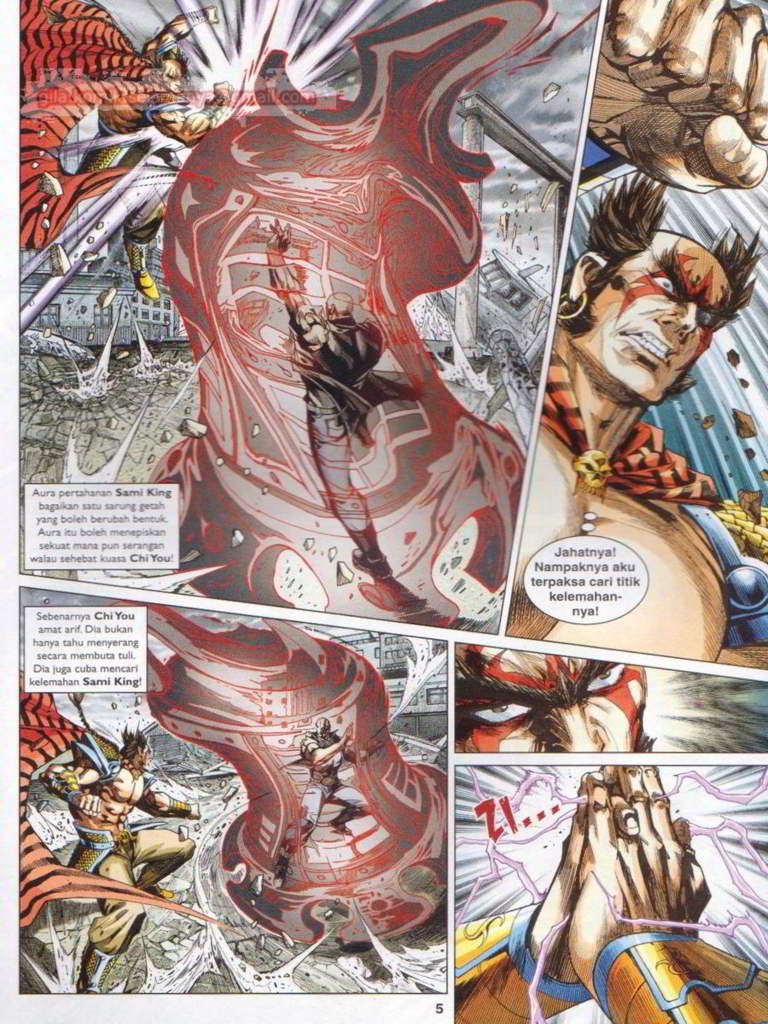 Aura pertahanan Sami King
bagaikan satu sarung getah
yang boleh berubah bentuk.
Aura itu boleh menepiskan
sekuat mana pun serangan
walau sehebat kuasa Chi You!
Jahatnya!
Nampaknya aku
terpaksa cari titik
kelemahan-
nya!
Sebenarnya Chi You
amat arif. Dia bukan
hanya tahu menyerang
secara membuta tuli.
Dia juga cuba mencari
kelemahan Sami King!
ZI...
5